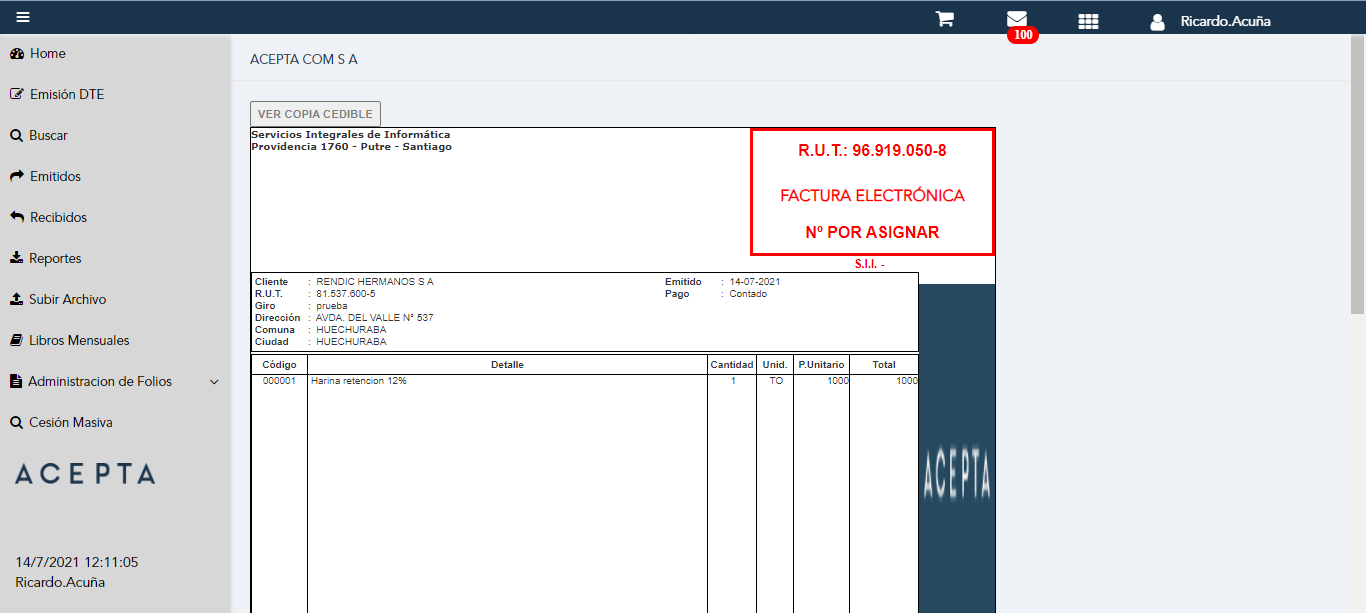 100
Ricardo.Acuña
Home
Emisión DTE
Buscar
Emitidos
Recibidos
Reportes
Subir Archivo
Libros Mensuales
Administracion de Folios
Cesión Masiva
ACEPTA
14/7/2021 12:11:05
Ricardo.Acuña
ACEPTA COM S A
VER COPIA CEDIBLE
Servicios Integrales de Informática
Providencia 1760 - Putre - Santiago
R.U.T.: 96.919.050-8
FACTURA ELECTRÓNICA
Nº POR ASIGNAR
S.I.I. -
Cliente : RENDIC HERMANOS S A Emitido : 14-07-2021
R.U.T. : 81.537.600-5 Pago : Contado
Giro : prueba
Dirección : AVDA. DEL VALLE N° 537
Comuna : HUECHURABA
Ciudad : HUECHURABA
Código Detalle Cantidad Unid. P.Unitario Total
000001 Harina retencion 12% 1 TO 1000 1000
ACEPTA